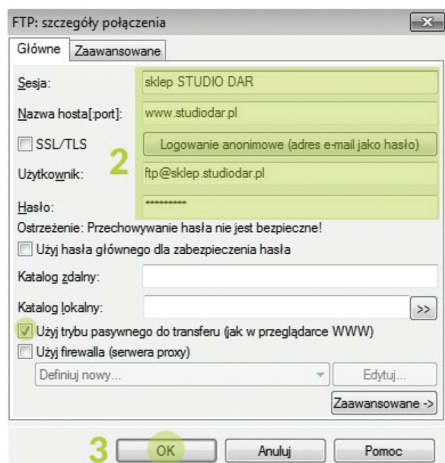 FTP: szczegóły połączenia
Główne Zaawansowane
Sesja: sklep STUDIO DAR
Nazwa hosta[:port]: www.studiodar.pl
SSL/TLS Logowanie anonimowe (adres e-mail jako hasło)
2
Użytkownik: ftp@sklep.studiodar.pl
Hasło: *********
Ostrzeżenie: Przechowywanie hasła nie jest bezpieczne!
Użyj hasła głównego dla zabezpieczenia hasła
Katalog zdalny:
Katalog lokalny: >>
Użyj trybu pasywnego do transferu (jak w przeglądarce WWW)
Użyj firewalla (serwera proxy)
Definiuj nowy... Edytuj...
Zaawansowane ->
3 OK Anuluj Pomoc